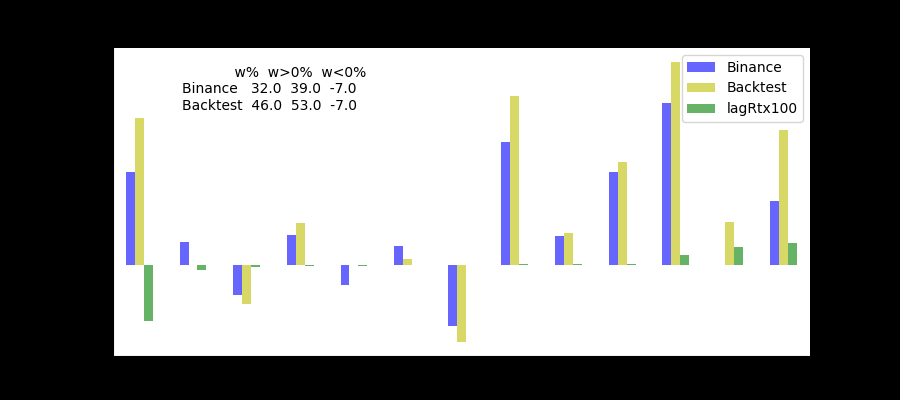 w% w>0% w<0%
Binance 32.0 39.0 -7.0
Backtest 46.0 53.0 -7.0
Binance
Backtest
lagRtx100